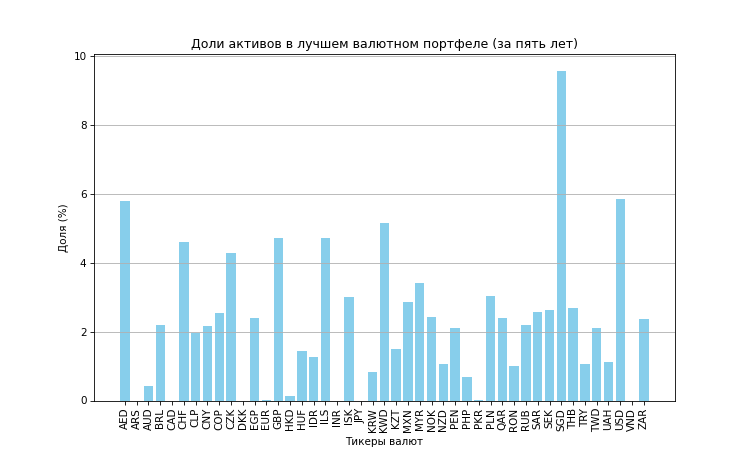 Доли активов в лучшем валютном портфеле (за пять лет)
Доля (%)
10
8
6
4
2
0
AED ARS AUD BRL CAD CHF CLP CNY COP CZK DKK EGP EUR GBP HKD HUF IDR ILS INR ISK JPY KRW KWD KZT MXN MYR NOK NZD PEN PHP PKR PLN QAR RON RUB SAR SEK SGD THB TRY TWD UAH USD VND ZAR
Тикеры валют